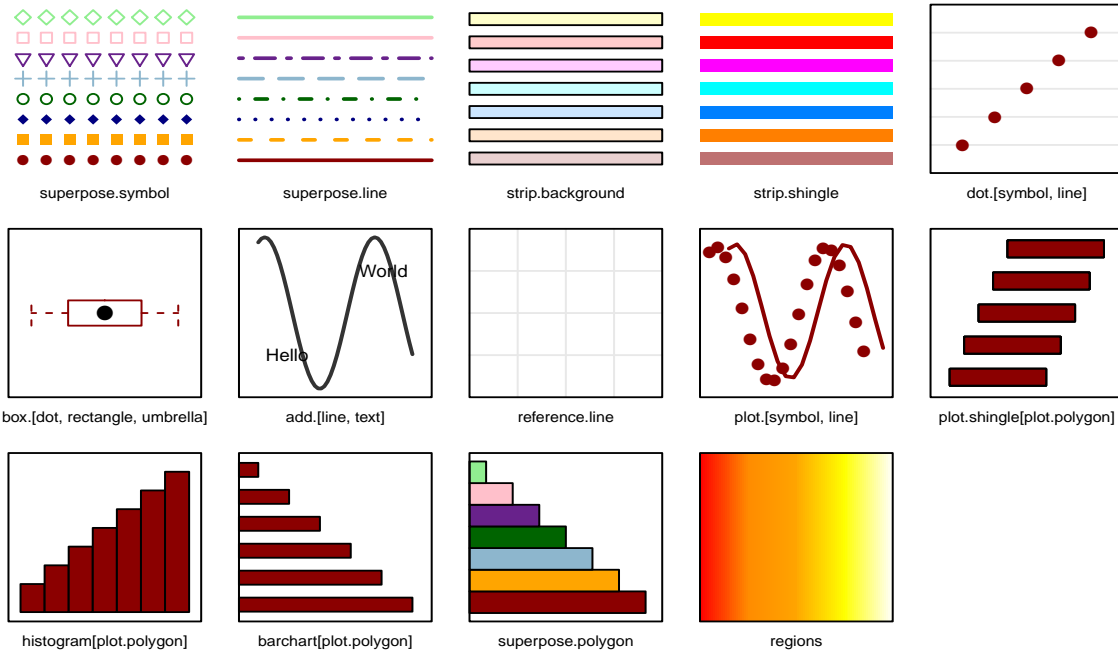 superpose.symbol
superpose.line
strip.background
strip.shingle
dot.[symbol, line]
World
Hello
box.[dot, rectangle, umbrella]
add.[line, text]
reference.line
plot.[symbol, line]
plot.shingle[plot.polygon]
histogram[plot.polygon]
barchart[plot.polygon]
superpose.polygon
regions